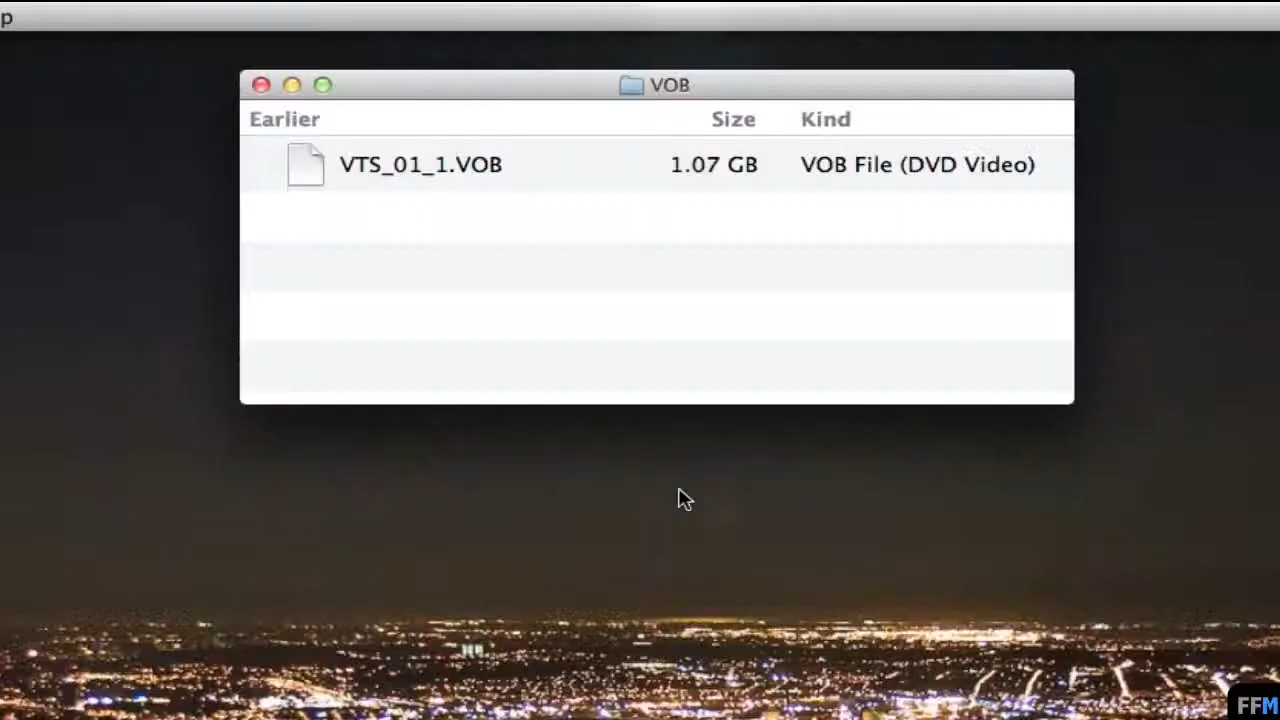 p
VOB
Earlier Size Kind
VTS_01_1.VOB 1.07 GB VOB File (DVD Video)
FFM